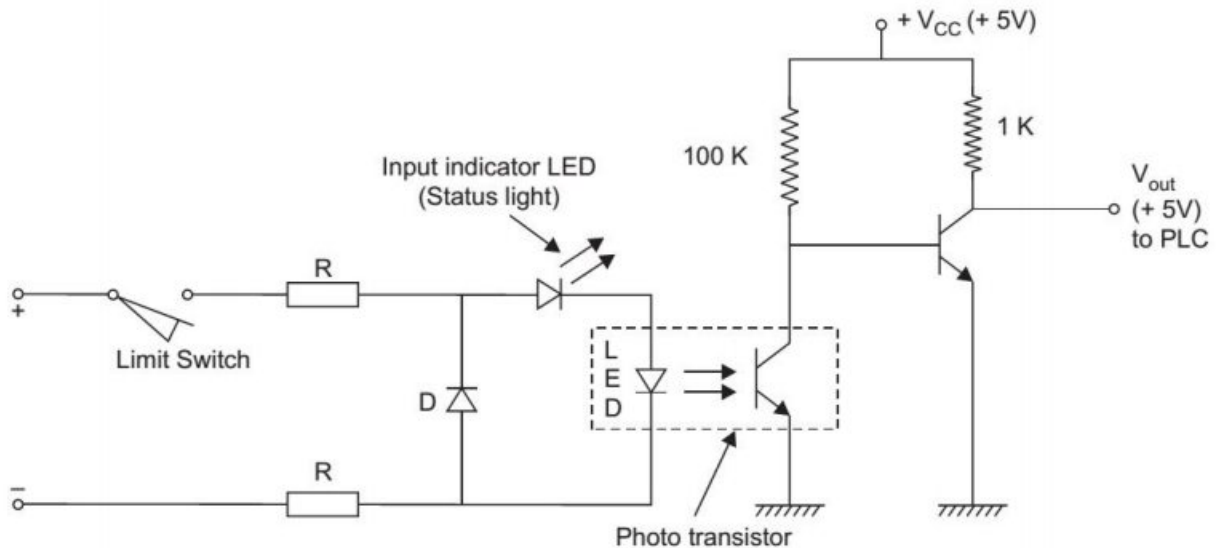 + V_CC (+ 5V)
100 K
1 K
Input indicator LED
(Status light)
V_out
(+ 5V)
to PLC
R
+
Limit Switch
D
L
E
D
R
–
Photo transistor